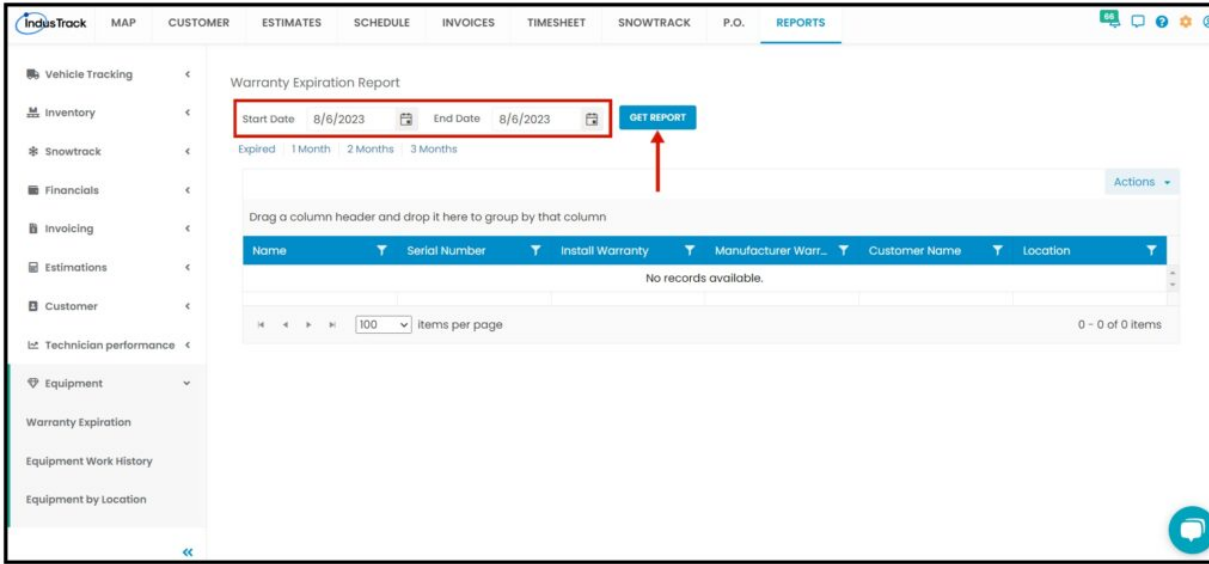 IndusTrack MAP CUSTOMER ESTIMATES SCHEDULE INVOICES TIMESHEET SNOWTRACK P.O. REPORTS 66
Vehicle Tracking
Inventory
Snowtrack
Financials
Invoicing
Estimations
Customer
Technician performance
Equipment
Warranty Expiration
Equipment Work History
Equipment by Location
Warranty Expiration Report
Start Date 8/6/2023 End Date 8/6/2023 GET REPORT
Expired 1 Month 2 Months 3 Months
Actions
Drag a column header and drop it here to group by that column
Name Serial Number Install Warranty Manufacturer Warr... Customer Name Location
No records available.
100 items per page 0 - 0 of 0 items